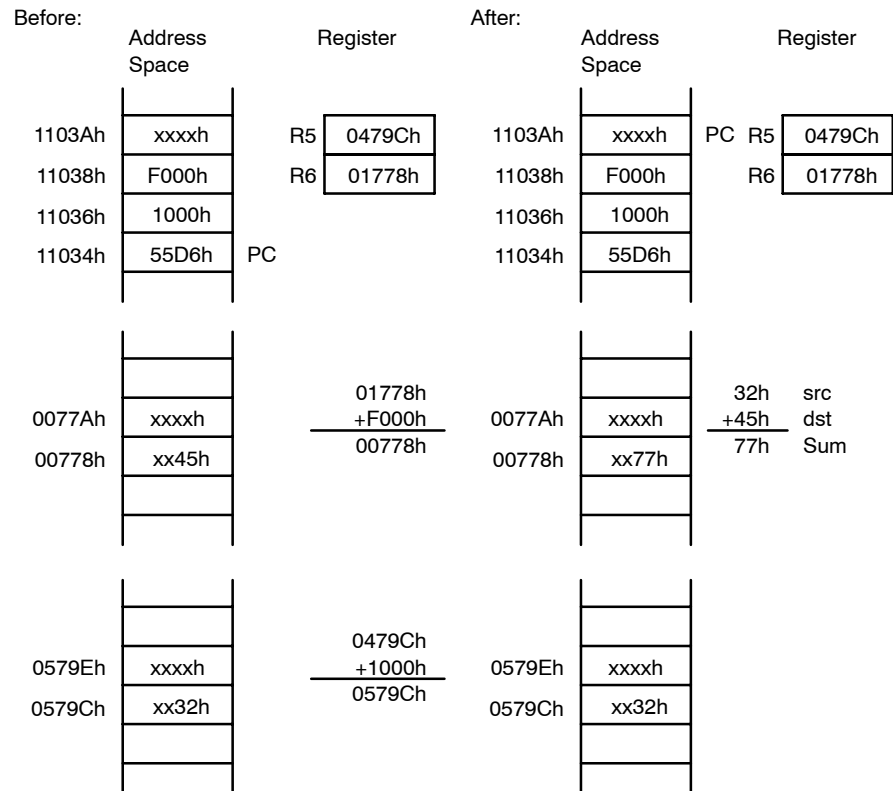 Before:
Address Space
Register
1103Ah xxxxh R5 0479Ch
11038h F000h R6 01778h
11036h 1000h
11034h 55D6h PC
0077Ah xxxxh
00778h xx45h
01778h
+F000h
00778h
0579Eh xxxxh
0579Ch xx32h
0479Ch
+1000h
0579Ch
After:
Address Space
Register
1103Ah xxxxh PC R5 0479Ch
11038h F000h R6 01778h
11036h 1000h
11034h 55D6h
0077Ah xxxxh
00778h xx77h
32h src
+45h dst
77h Sum
0579Eh xxxxh
0579Ch xx32h